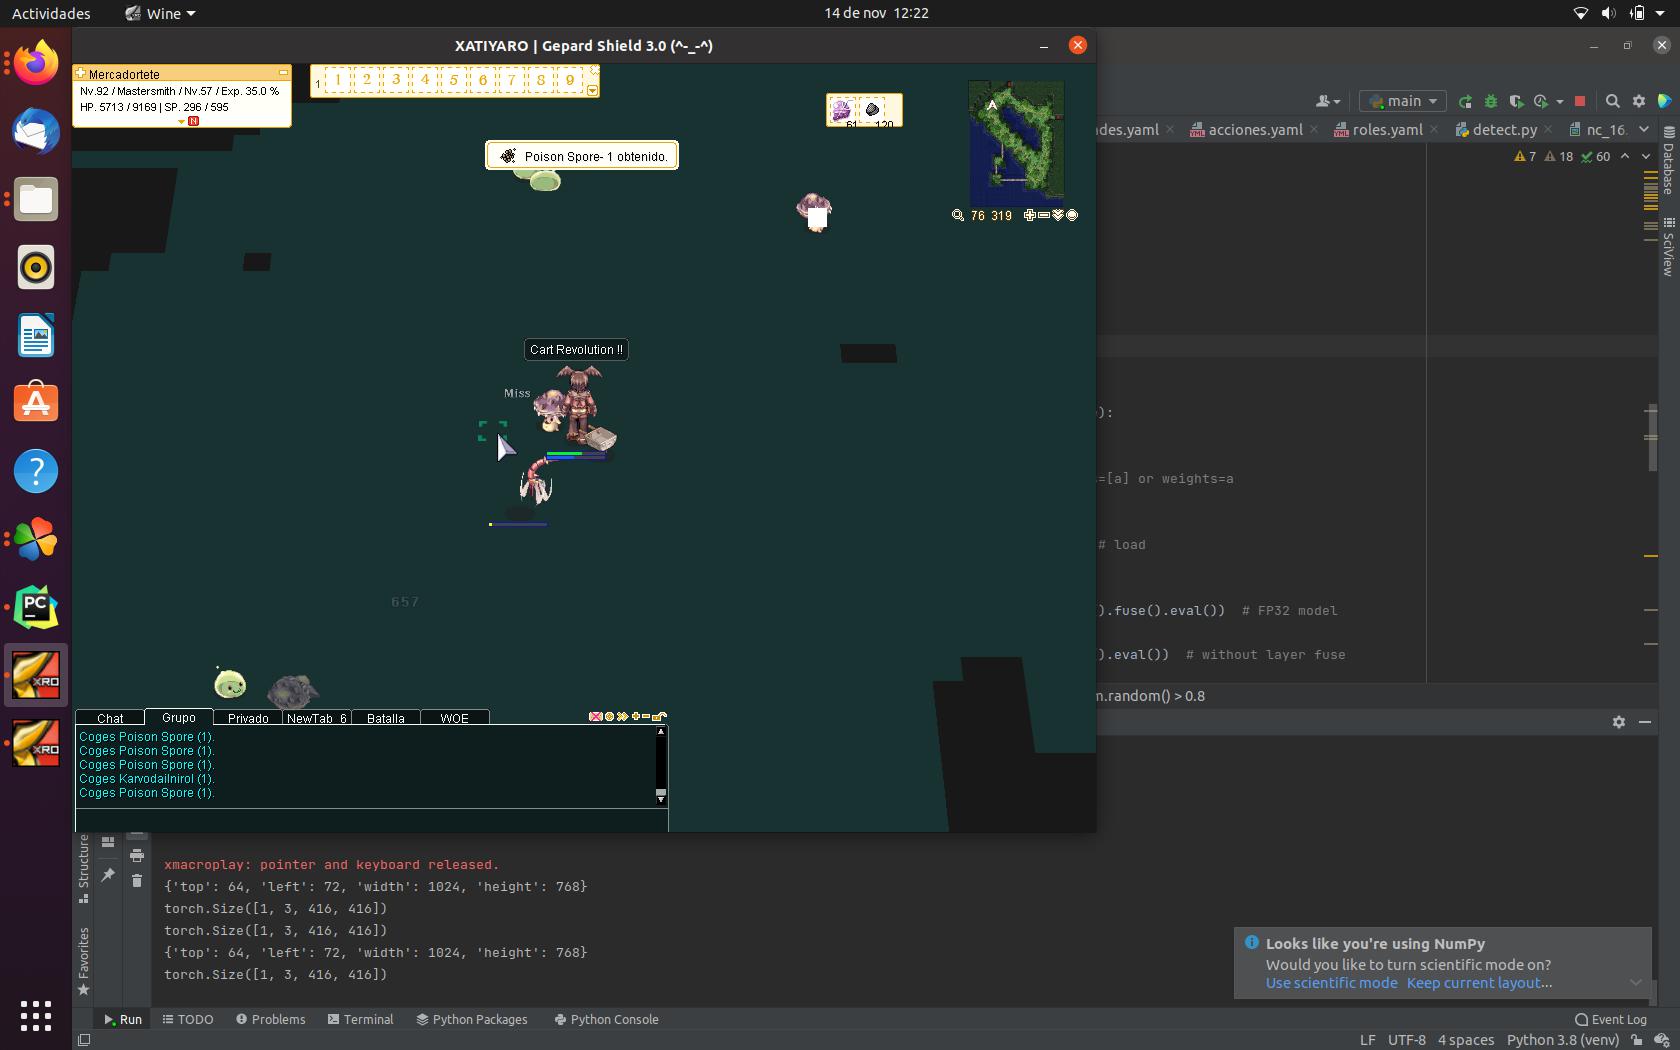 Actividades
Wine
14 de nov 12:22
XATIYARO | Gepard Shield 3.0 (^-_-^)
Mercadortete
Nv.92 / Mastersmith / Nv.57 / Exp. 35.0 %
HP. 5713 / 9169 | SP. 296 / 595
N
1 1 2 3 4 5 6 7 8 9
61 120
76 319
Poison Spore- 1 obtenido.
Cart Revolution !!
Miss
657
Chat
Grupo
Privado
NewTab_6
Batalla
WOE
Coges Poison Spore (1).
Coges Poison Spore (1).
Coges Poison Spore (1).
Coges Karvodailnirol (1).
Coges Poison Spore (1).
main
des.yaml
acciones.yaml
roles.yaml
detect.py
nc_16.
7 18 60
Database
SciView
):
=[a] or weights=a
# load
).fuse().eval()) # FP32 model
).eval()) # without layer fuse
m.random() > 0.8
PC
XRO
XRO
Structure
Favorites
xmacroplay: pointer and keyboard released.
{'top': 64, 'left': 72, 'width': 1024, 'height': 768}
torch.Size([1, 3, 416, 416])
torch.Size([1, 3, 416, 416])
{'top': 64, 'left': 72, 'width': 1024, 'height': 768}
torch.Size([1, 3, 416, 416])
Looks like you're using NumPy
Would you like to turn scientific mode on?
Use scientific mode Keep current layout...
Run
TODO
Problems
Terminal
Python Packages
Python Console
Event Log
LF UTF-8 4 spaces Python 3.8 (venv)